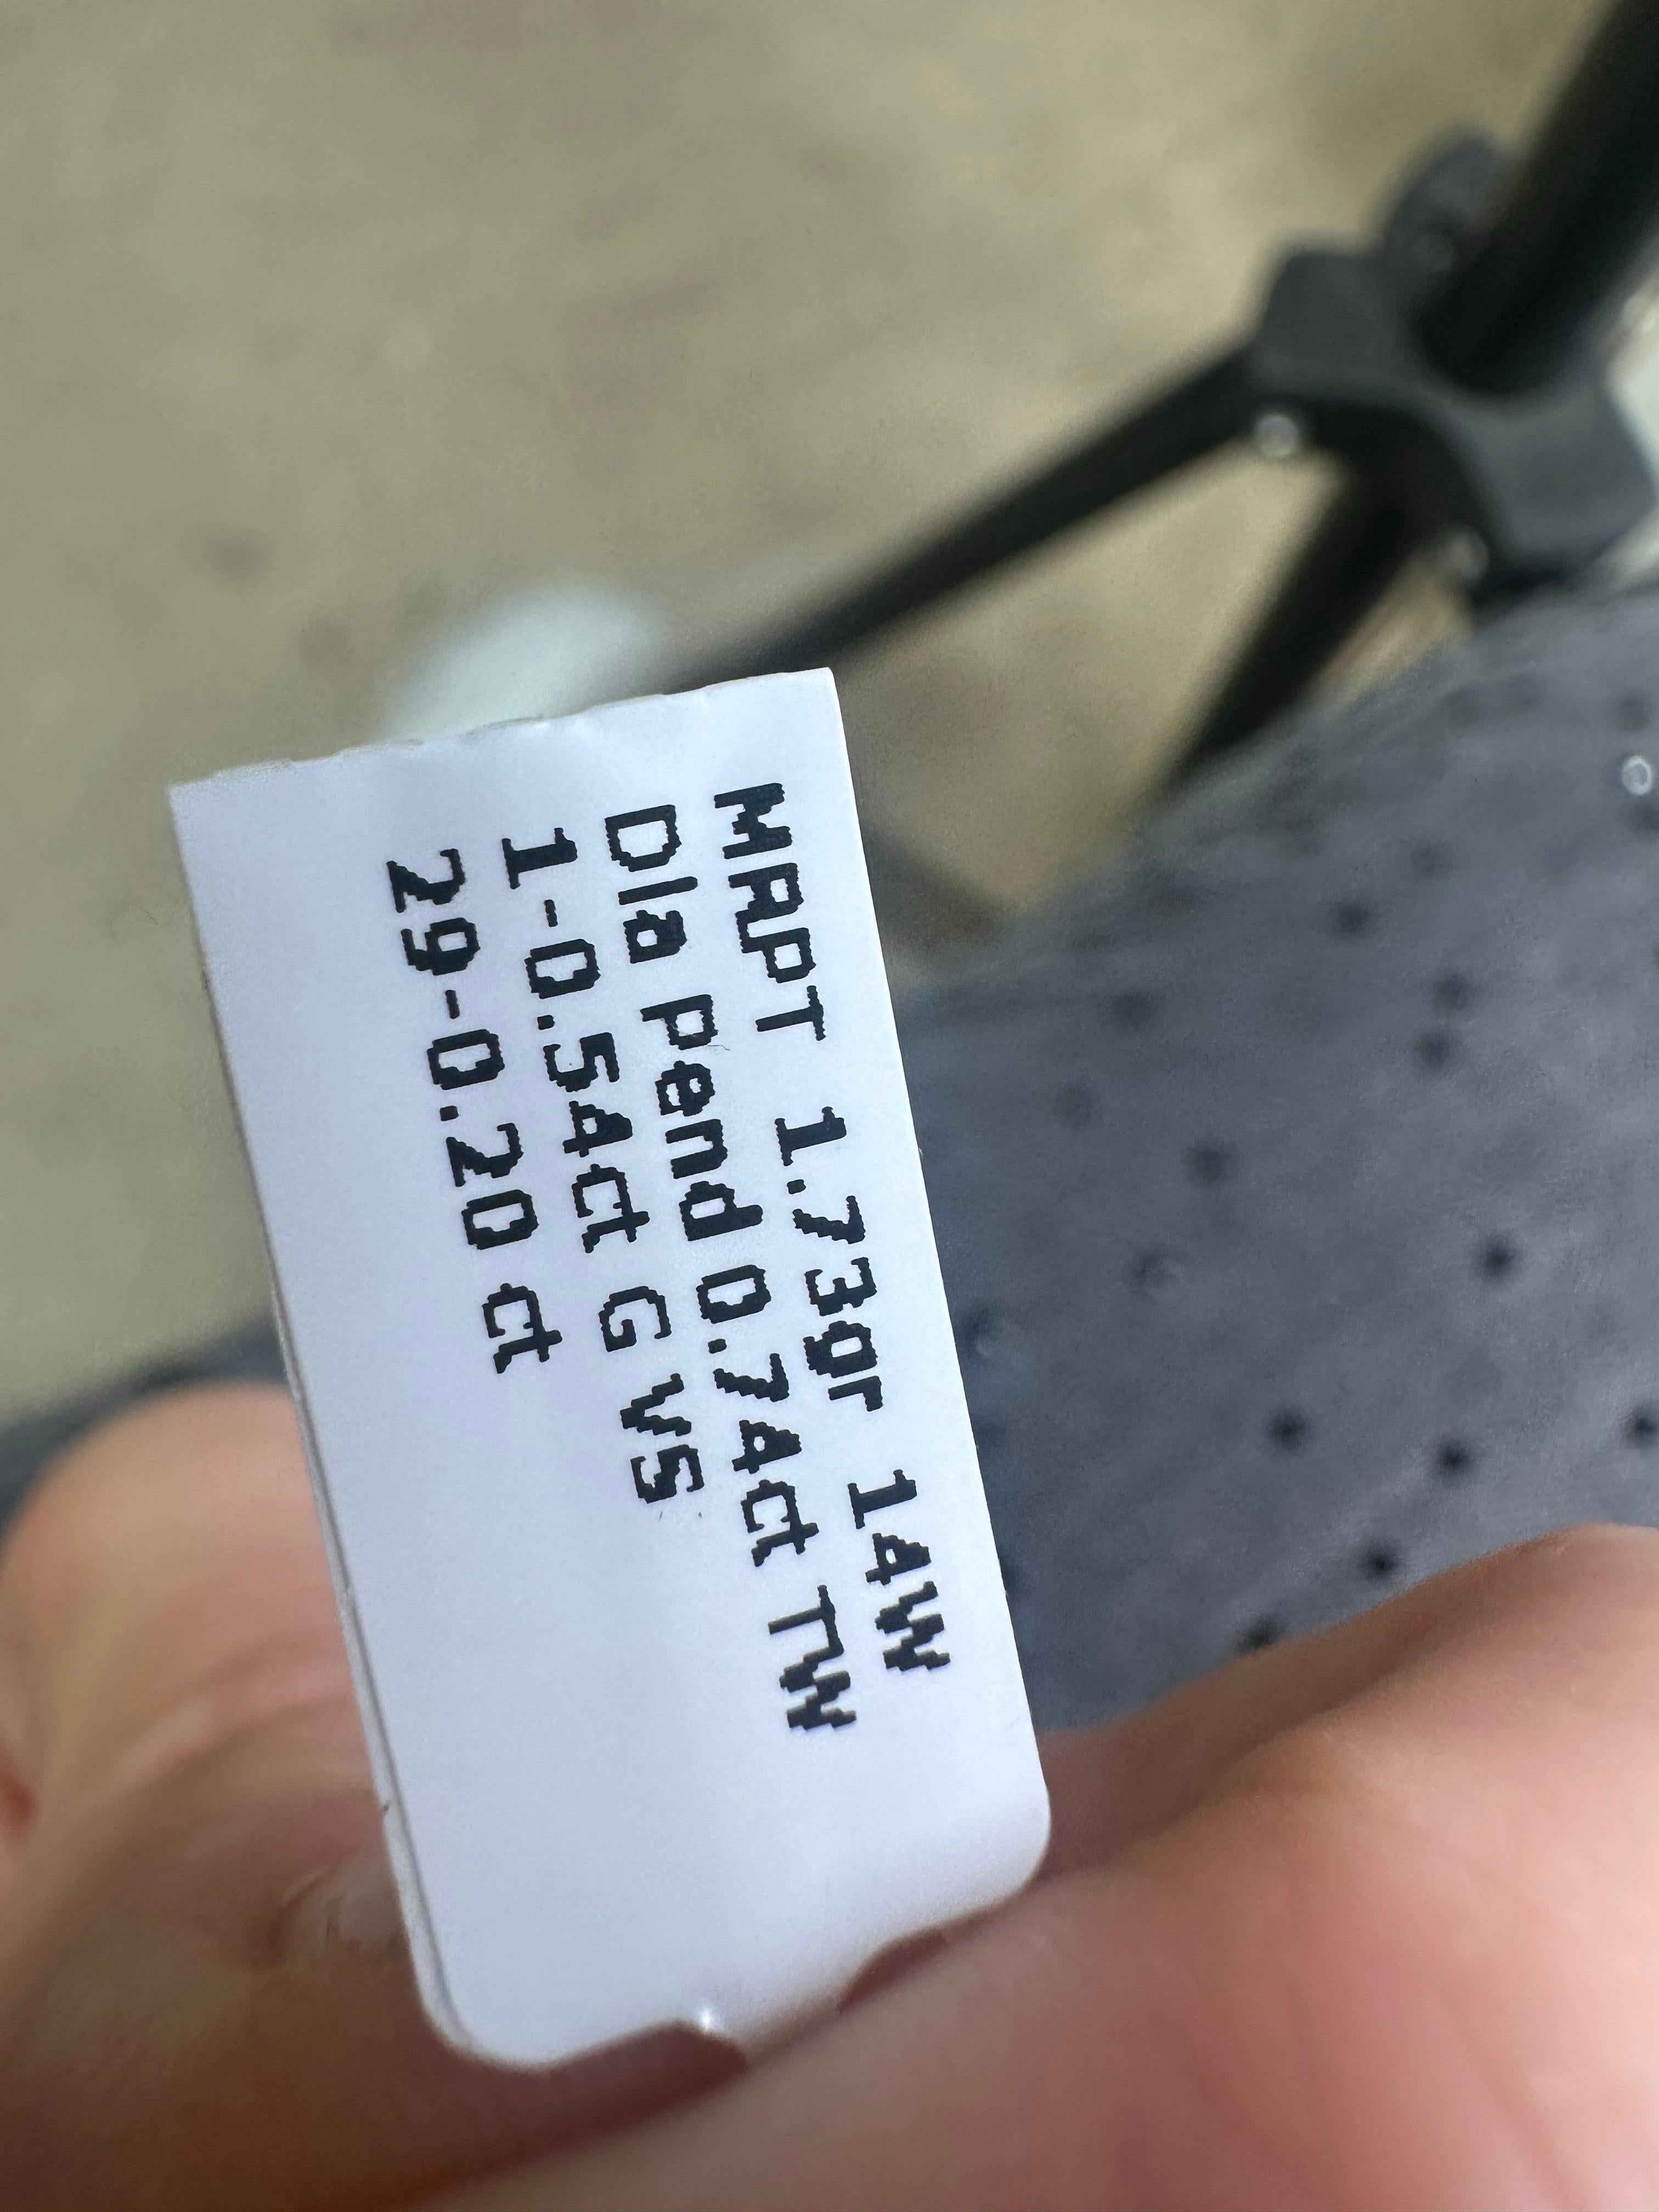 MRPT 1.73gr 14W
Dia Pend 0.74ct TW
1-0.54ct G VS
29-0.20 ct